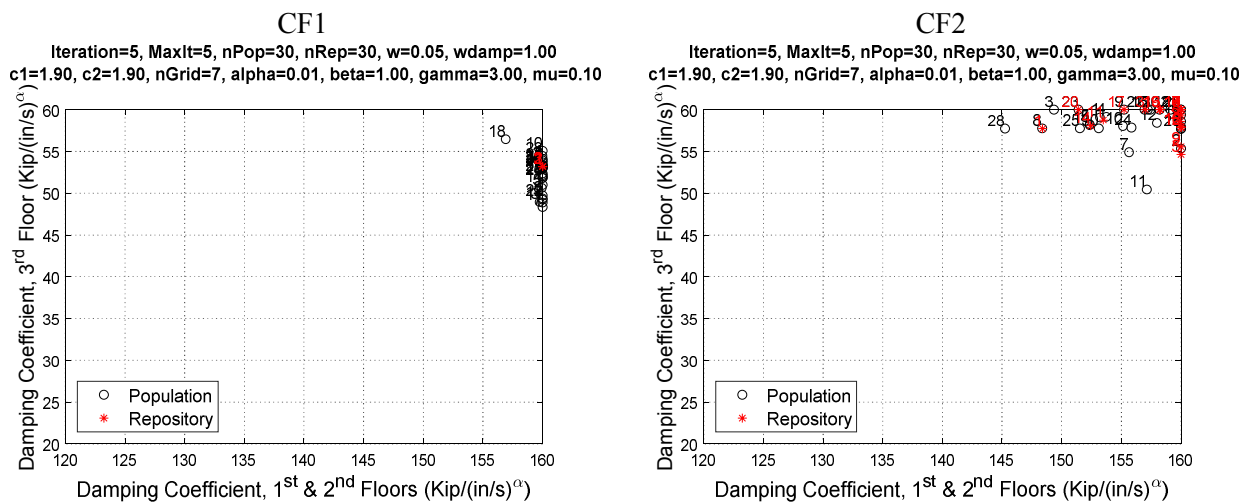 CF1
Iteration=5, MaxIt=5, nPop=30, nRep=30, w=0.05, wdamp=1.00
c1=1.90, c2=1.90, nGrid=7, alpha=0.01, beta=1.00, gamma=3.00, mu=0.10
Damping Coefficient, 3rd Floor (Kip/(in/s)α)
60
55
50
45
40
35
30
25
20
18
Population
Repository
120 125 130 135 140 145 150 155 160
Damping Coefficient, 1st & 2nd Floors (Kip/(in/s)α)
CF2
Iteration=5, MaxIt=5, nPop=30, nRep=30, w=0.05, wdamp=1.00
c1=1.90, c2=1.90, nGrid=7, alpha=0.01, beta=1.00, gamma=3.00, mu=0.10
Damping Coefficient, 3rd Floor (Kip/(in/s)α)
60
55
50
45
40
35
30
25
20
3
28
7
11
Population
Repository
120 125 130 135 140 145 150 155 160
Damping Coefficient, 1st & 2nd Floors (Kip/(in/s)α)